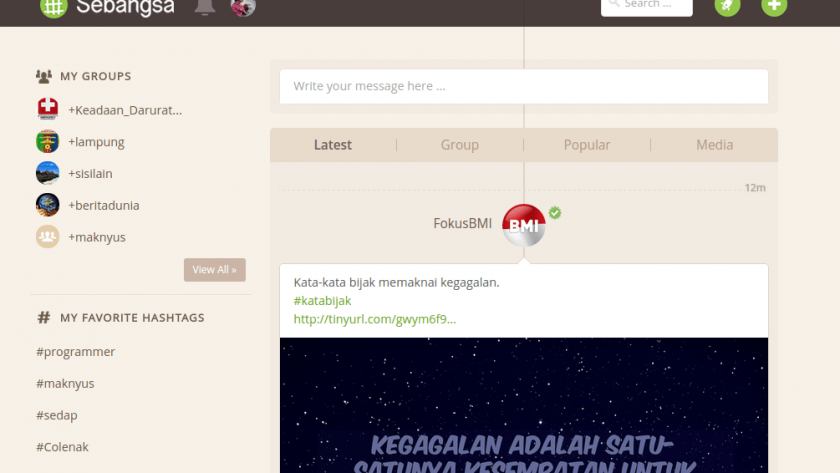 Sebangsa
Search ...
MY GROUPS
+Keadaan_Darurat...
+lampung
+sisilain
+beritadunia
+maknyus
View All »
# MY FAVORITE HASHTAGS
#programmer
#maknyus
#sedap
#Colenak
Write your message here ...
Latest
Group
Popular
Media
12m
FokusBMI
BMI
Kata-kata bijak memaknai kegagalan.
#katabijak
http://tinyurl.com/gwym6f9...
KEGAGALAN ADALAH SATU-
SATUNYA KESEMPATAN UNTUK